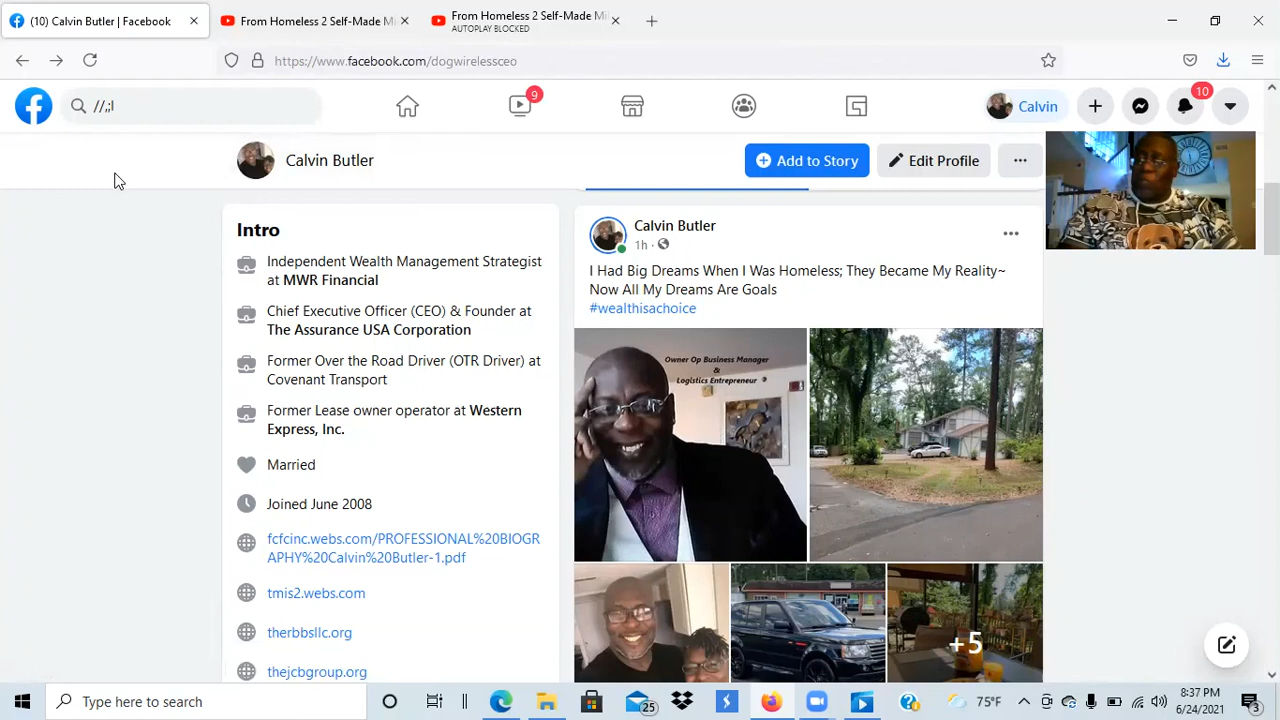 (10) Calvin Butler | Facebook
From Homeless 2 Self-Made Mi
From Homeless 2 Self-Made Mil
AUTOPLAY BLOCKED
https://www.facebook.com/dogwirelessceo
//,;l
9
Calvin
10
Calvin Butler
Add to Story
Edit Profile
Intro
Independent Wealth Management Strategist
at MWR Financial
Chief Executive Officer (CEO) & Founder at
The Assurance USA Corporation
Former Over the Road Driver (OTR Driver) at
Covenant Transport
Former Lease owner operator at Western
Express, Inc.
Married
Joined June 2008
fcfcinc.webs.com/PROFESSIONAL%20BIOGR
APHY%20Calvin%20Butler-1.pdf
tmis2.webs.com
therbbsllc.org
thejcbgroup.org
Calvin Butler
1h ·
I Had Big Dreams When I Was Homeless; They Became My Reality~
Now All My Dreams Are Goals
#wealthisachoice
Owner Op Business Manager
&
Logistics Entrepreneur
+5
Type here to search
25
75°F
8:37 PM
6/24/2021
3